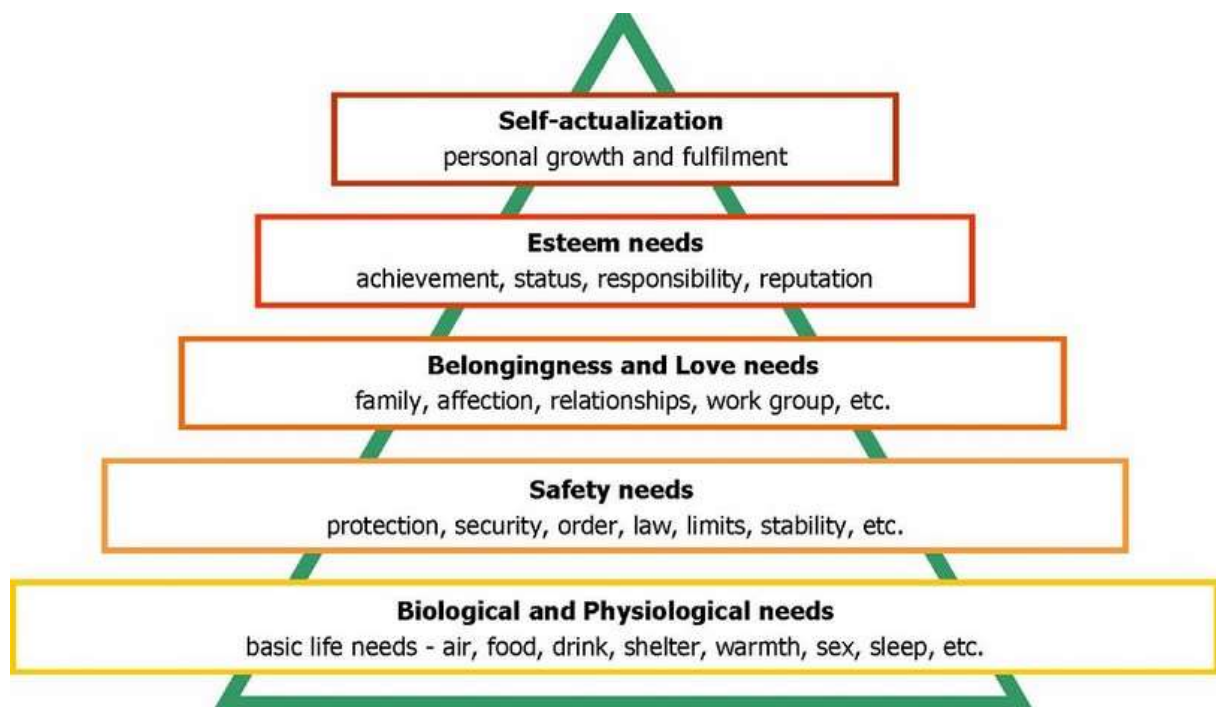 Self-actualization
personal growth and fulfilment
Esteem needs
achievement, status, responsibility, reputation
Belongingness and Love needs
family, affection, relationships, work group, etc.
Safety needs
protection, security, order, law, limits, stability, etc.
Biological and Physiological needs
basic life needs - air, food, drink, shelter, warmth, sex, sleep, etc.